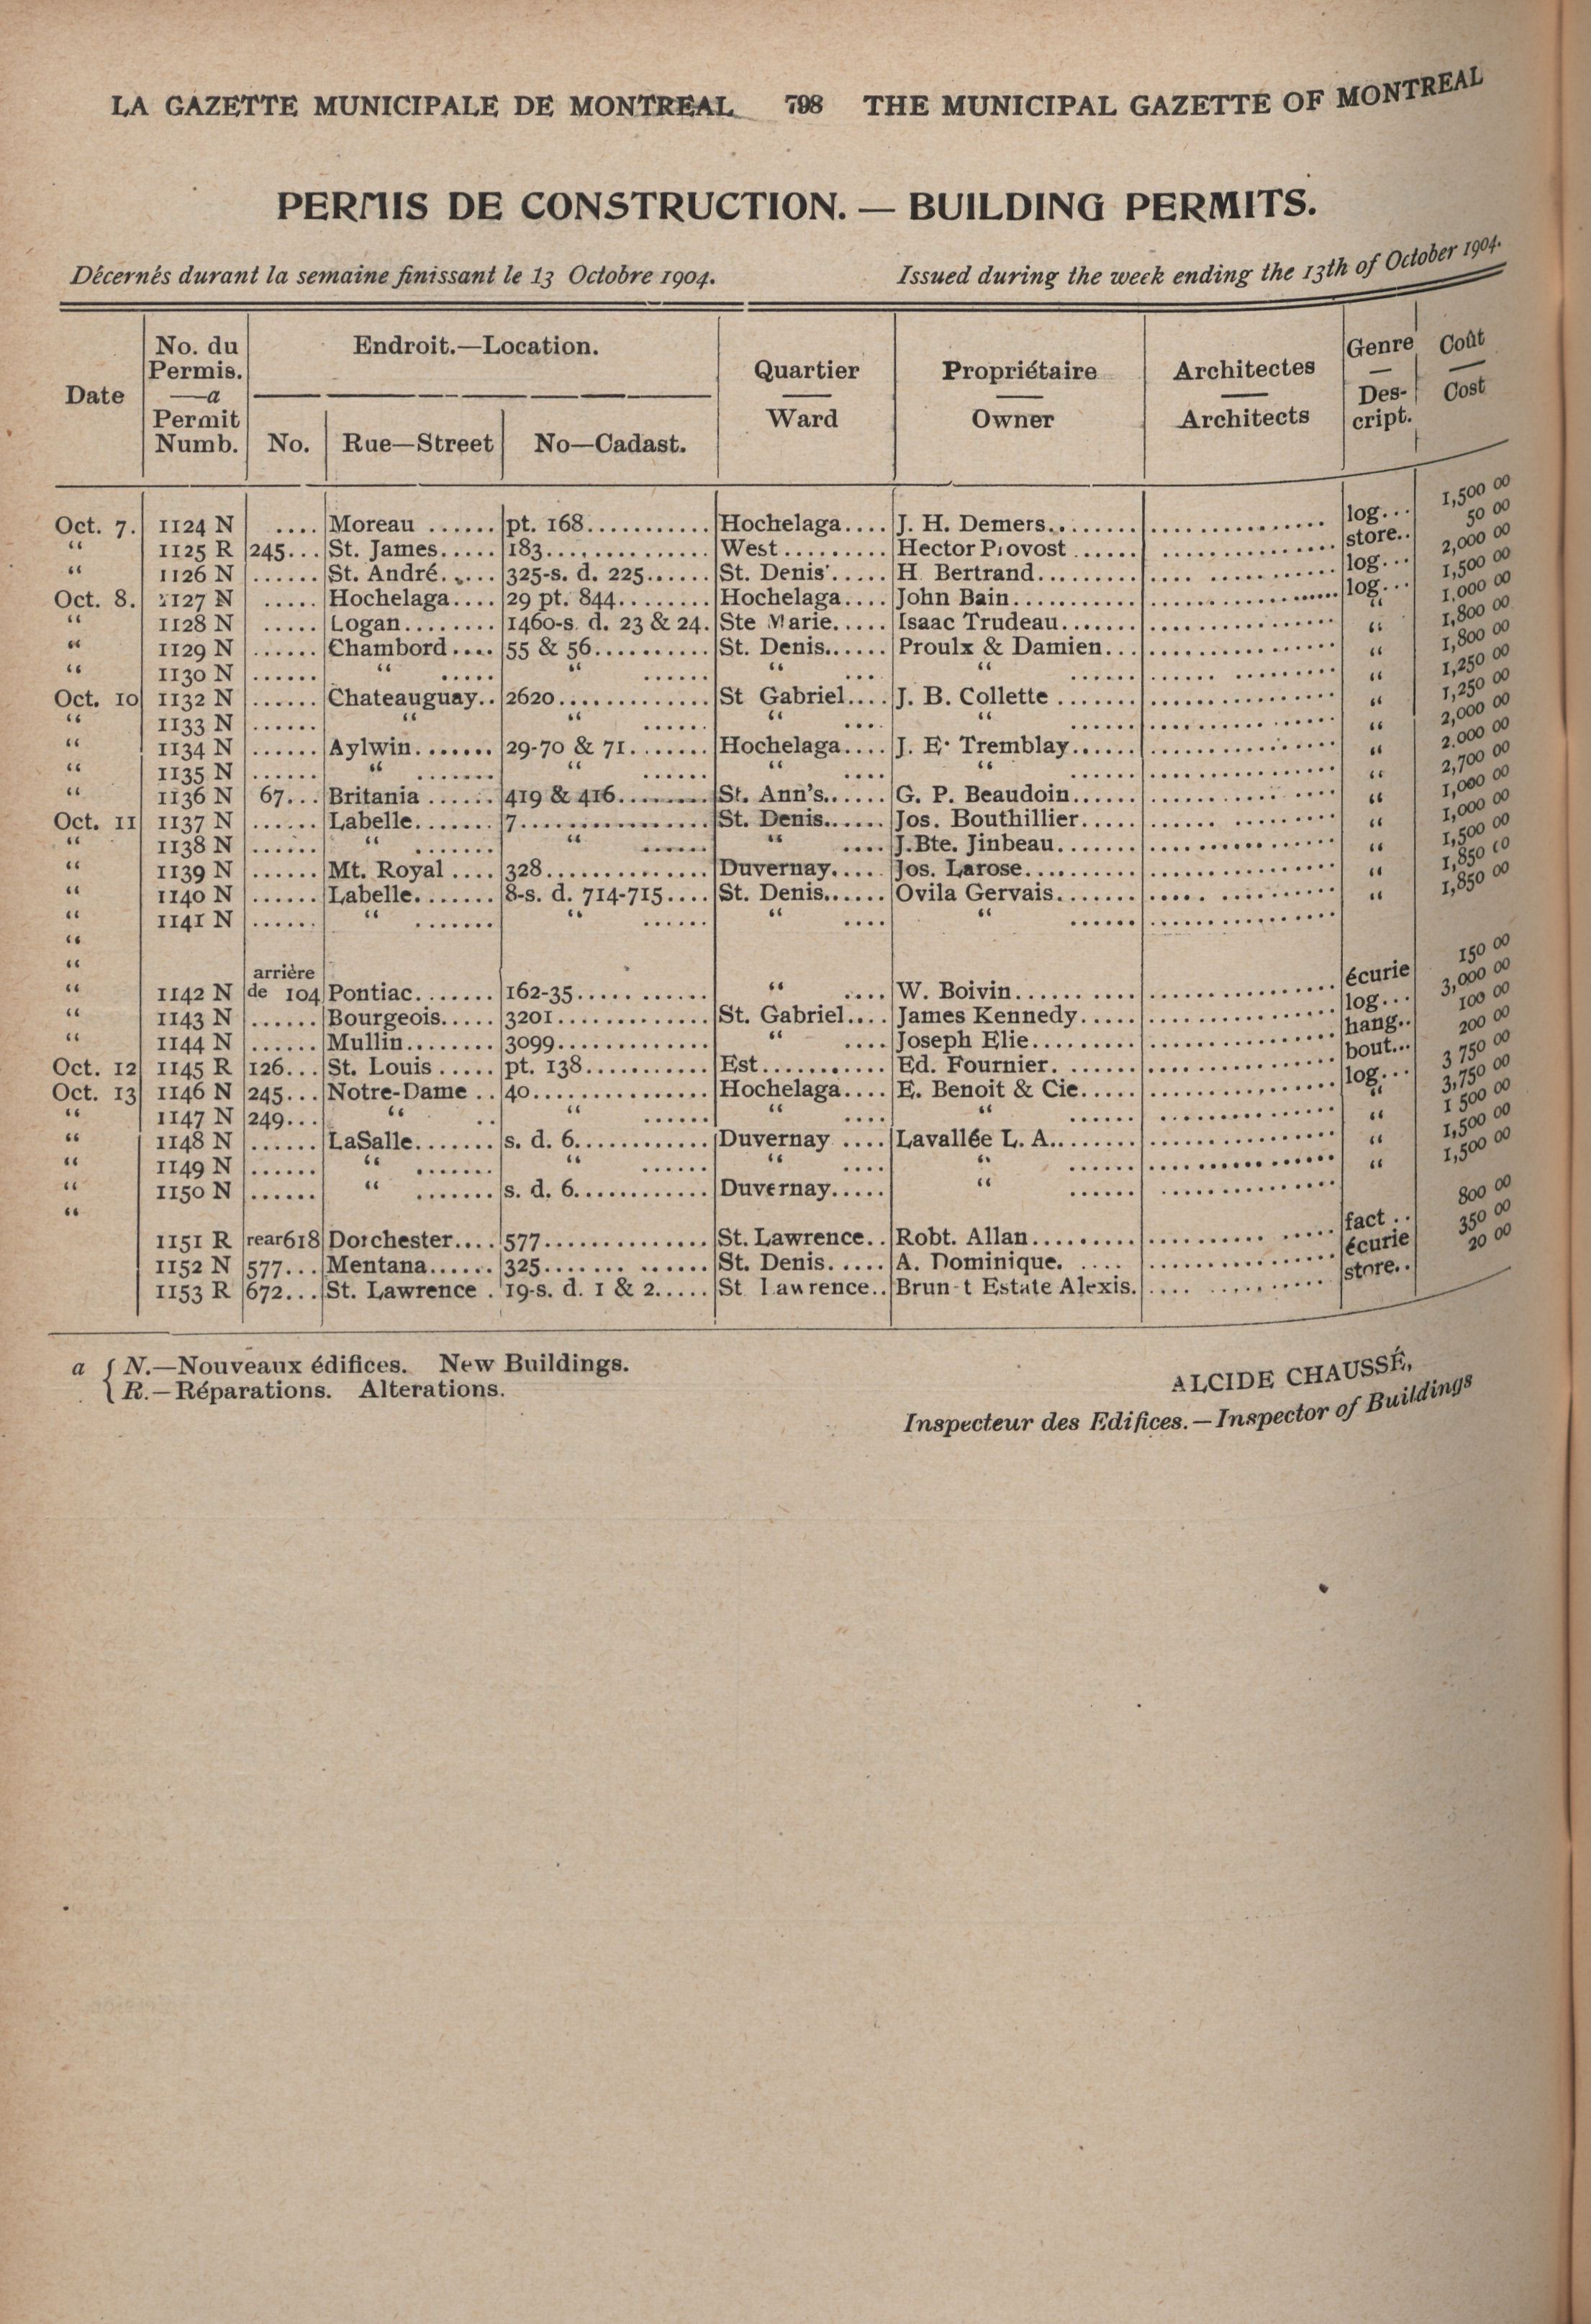 LA GAZETTE MUNICIPALE DE MONTREAL 798 THE MUNICIPAL GAZETTE OF MONTREAL
PERMIS DE CONSTRUCTION. — BUILDING PERMITS.
Décernés durant la semaine finissant le 13 Octobre 1904. Issued during the week ending the 13th of October 1904.
Date No. du Permis. —a Permit Numb. Endroit.—Location. No. Rue—Street No—Cadast. Quartier — Ward Propriétaire — Owner Architectes — Architects Genre — Descript. Coût — Cost
Oct. 7. 1124 N .... Moreau ...... pt. 168........... Hochelaga.... J. H. Demers......... ............... log... 1,500 00
“ 1125 R 245... St. James..... 183................ West......... Hector Provost ...... ............... store.. 50 00
“ 1126 N ...... St. André..... 325-s. d. 225...... St. Denis'..... H. Bertrand......... ............... log... 2,000 00
Oct. 8. 1127 N ..... Hochelaga.... 29 pt. 844........ Hochelaga.... John Bain........... ............... log... 1,500 00
“ 1128 N ..... Logan........ 1460-s. d. 23 & 24. Ste Marie..... Isaac Trudeau....... ............... “ 1,000 00
“ 1129 N ...... Chambord.... 55 & 56.......... St. Denis...... Proulx & Damien... ............... “ 1,800 00
“ 1130 N ...... “ ..... “ ...... “ ... “ ...... ............... “ 1,800 00
Oct. 10 1132 N ...... Chateauguay.. 2620............. St Gabriel.... J. B. Collette ....... ............... “ 1,250 00
“ 1133 N ...... “ “ ...... “ ... “ ...... ............... “ 1,250 00
“ 1134 N ...... Aylwin....... 29-70 & 71....... Hochelaga.... J. E. Tremblay...... ............... “ 2,000 00
“ 1135 N ...... “ ....... “ ...... “ .... “ ...... ............... “ 2.000 00
“ 1136 N 67... Britania ...... 419 & 416......... St. Ann's...... G. P. Beaudoin...... ............... “ 2,700 00
Oct. 11 1137 N ...... Labelle....... 7.................. St. Denis...... Jos. Bouthillier..... ............... “ 1,000 00
“ 1138 N ...... “ ....... “ ...... “ .... J.Bte. Jinbeau....... ............... “ 1,000 00
“ 1139 N ...... Mt. Royal .... 328............... Duvernay..... Jos. Larose.......... ............... “ 1,500 00
“ 1140 N ...... Labelle....... 8-s. d. 714-715.... St. Denis...... Ovila Gervais....... ............... “ 1,850 00
“ 1141 N ...... “ ....... “ ...... “ .... “ ...... ............... “ 1,850 00
“
“ arrière
“ 1142 N de 104 Pontiac....... 162-35............ “ .... W. Boivin........... ............... écurie 150 00
“ 1143 N ...... Bourgeois..... 3201............. St. Gabriel.... James Kennedy..... ............... log... 3,000 00
“ 1144 N ...... Mullin........ 3099............. “ .... Joseph Elie......... ............... hang.. 100 00
Oct. 12 1145 R 126... St. Louis ..... pt. 138........... Est............ Ed. Fournier. ...... ............... bout... 200 00
Oct. 13 1146 N 245... Notre-Dame .. 40............... Hochelaga.... E. Benoit & Cie..... ............... log... 3 750 00
“ 1147 N 249... “ .. “ ...... “ .... “ ...... ............... “ 3,750 00
“ 1148 N ...... LaSalle....... s. d. 6............ Duvernay .... Lavallée L. A........ ............... “ 1 500 00
“ 1149 N ...... “ ....... “ ...... “ .... “ ...... ............... “ 1,500 00
“ 1150 N ...... “ ....... s. d. 6............ Duvernay..... “ ...... ............... “ 1,500 00
“
1151 R rear618 Dorchester.... 577.............. St. Lawrence.. Robt. Allan......... ............... fact .. 800 00
1152 N 577... Mentana...... 325............... St. Denis..... A. Dominique. .... ............... écurie 350 00
1153 R 672... St. Lawrence . 19-s. d. 1 & 2..... St Lawrence.. Brun t Estate Alexis. ............... store.. 20 00
a { N.—Nouveaux édifices. New Buildings.
R.—Réparations. Alterations.
ALCIDE CHAUSSÉ,
Inspecteur des Edifices.—Inspector of Buildings